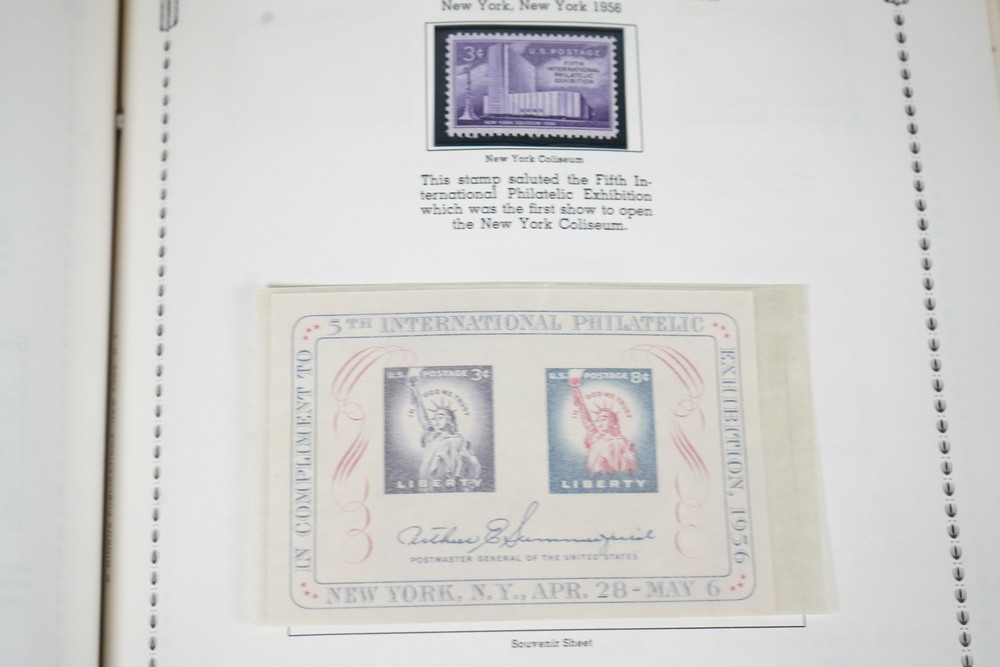 New York, New York 1956
3¢ U.S. POSTAGE
FIFTH
INTERNATIONAL
PHILATELIC
EXHIBITION
NEW YORK COLISEUM
New York Coliseum
This stamp saluted the Fifth In-
ternational Philatelic Exhibition
which was the first show to open
the New York Coliseum.
5TH INTERNATIONAL PHILATELIC
EXHIBITION, 1956
IN COMPLIMENT TO
U.S. POSTAGE 3¢
IN GOD WE TRUST
LIBERTY
U.S. POSTAGE 8¢
IN GOD WE TRUST
LIBERTY
Arthur E Summerfield
POSTMASTER GENERAL OF THE UNITED STATES
NEW YORK, N.Y., APR. 28 - MAY 6
Souvenir Sheet